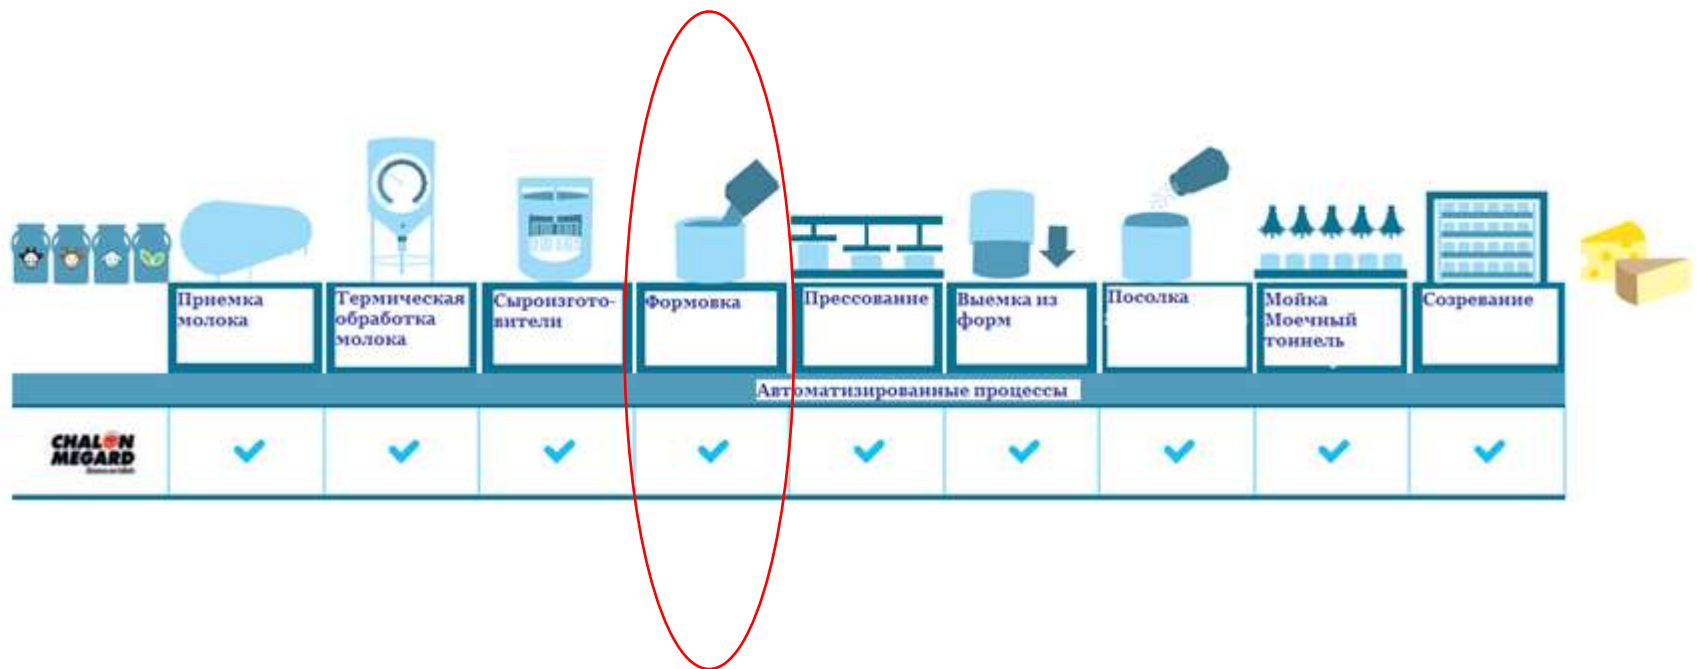 Приемка
молока
Термическая
обработка
молока
Сыроизгото-
вители
Формовка
Прессование
Выемка из
форм
Посолка
Мойка
Моечный
тоннель
Созревание
Автоматизированные процессы
CHALON
MEGARD